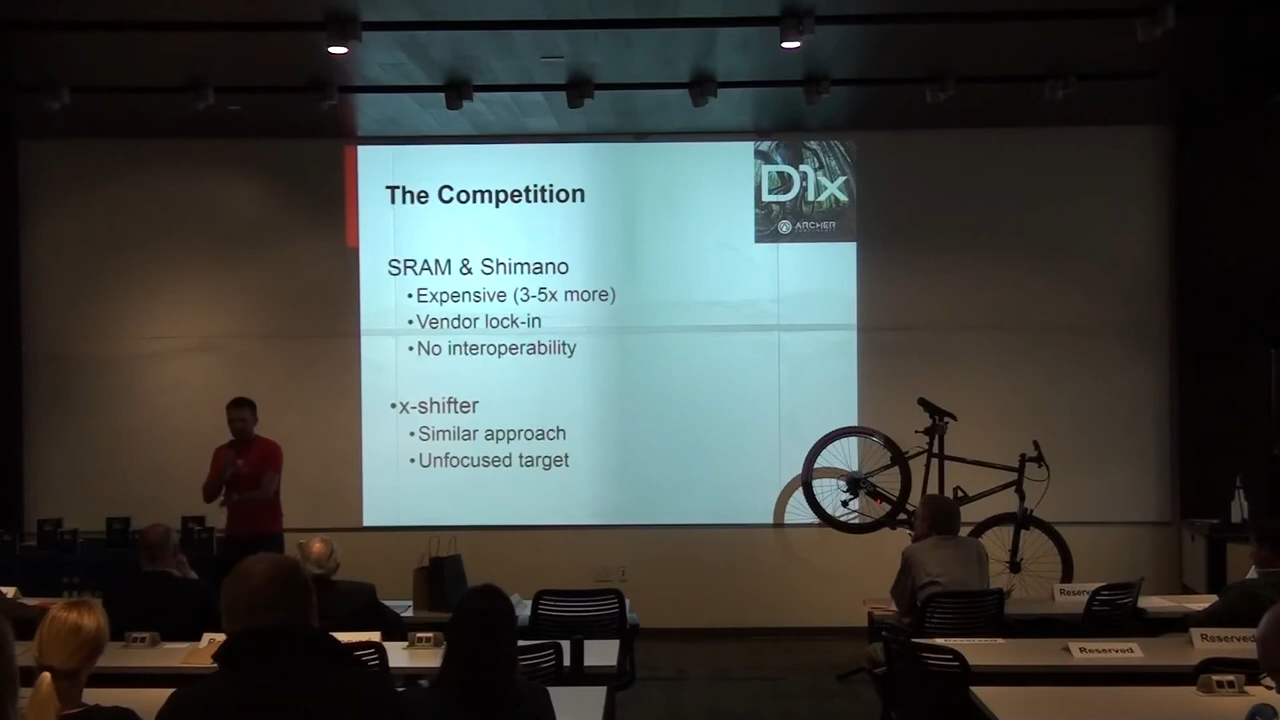 The Competition
D1x
ARCHER
COMPONENTS
SRAM & Shimano
•Expensive (3-5x more)
•Vendor lock-in
•No interoperability
•x-shifter
•Similar approach
•Unfocused target
Reserved
Reserved